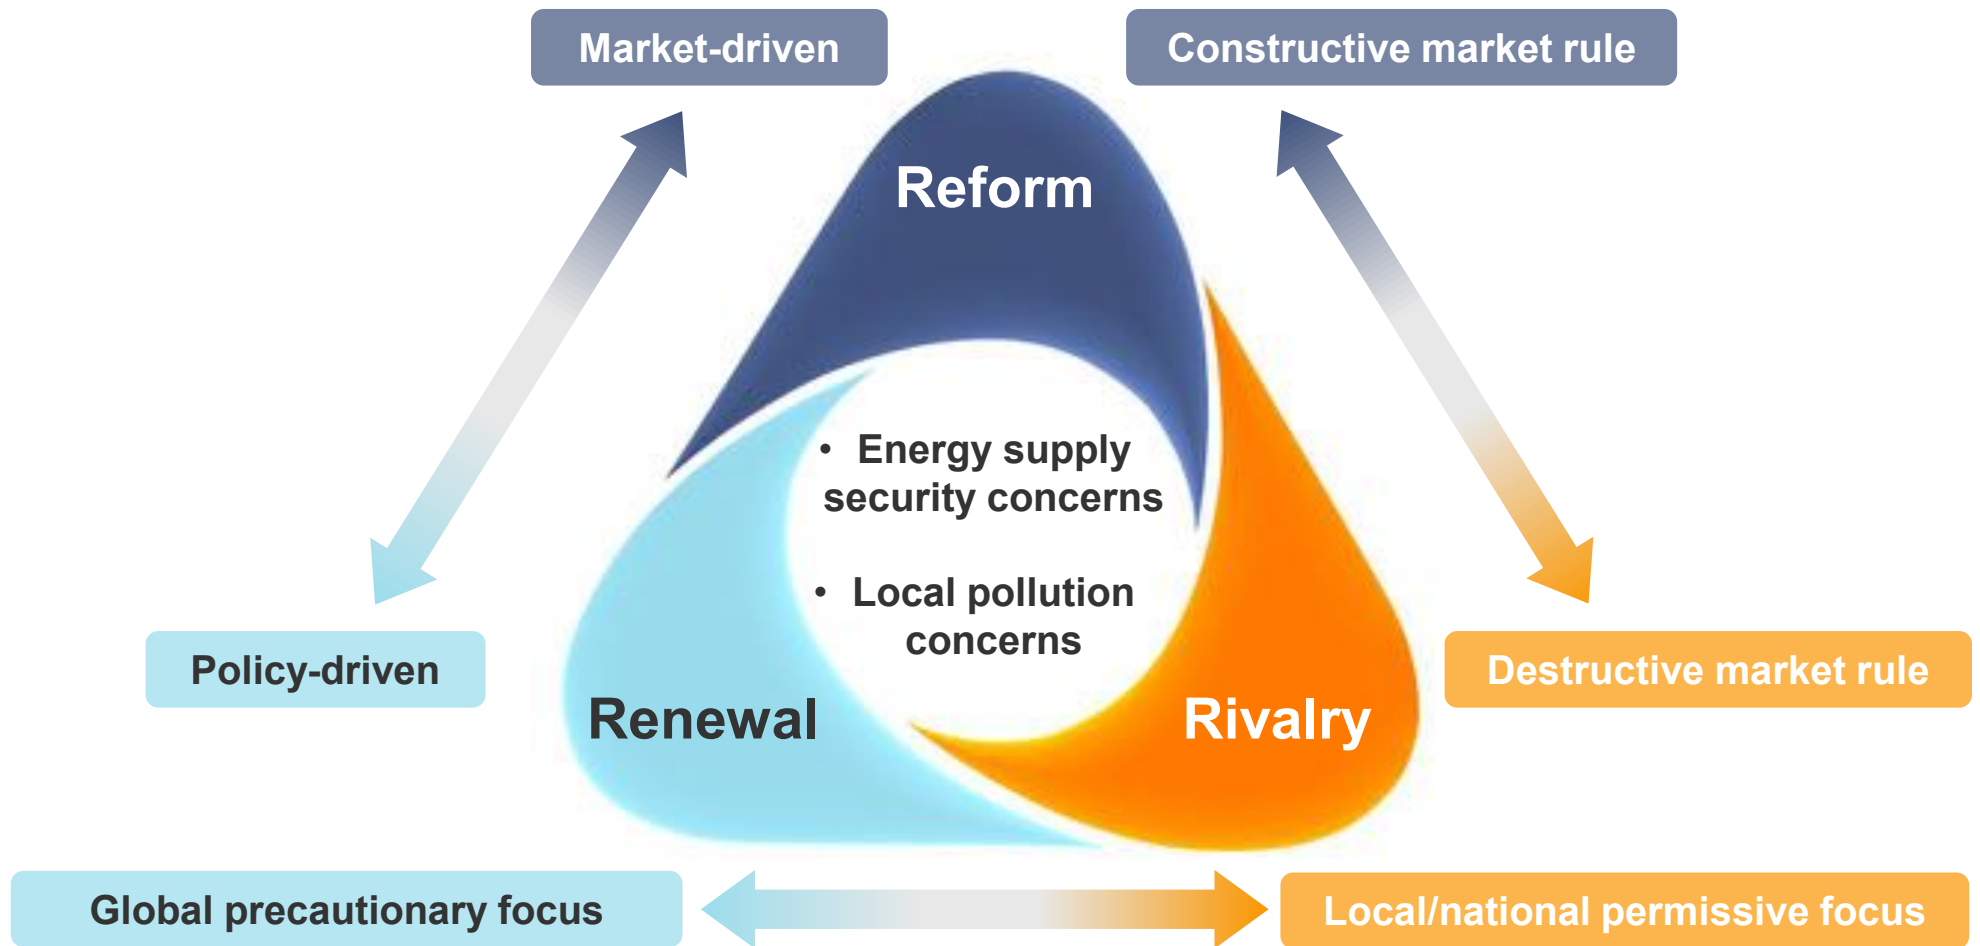 Market-driven
Constructive market rule
Reform
• Energy supply
security concerns
• Local pollution
concerns
Policy-driven
Destructive market rule
Renewal
Rivalry
Global precautionary focus
Local/national permissive focus